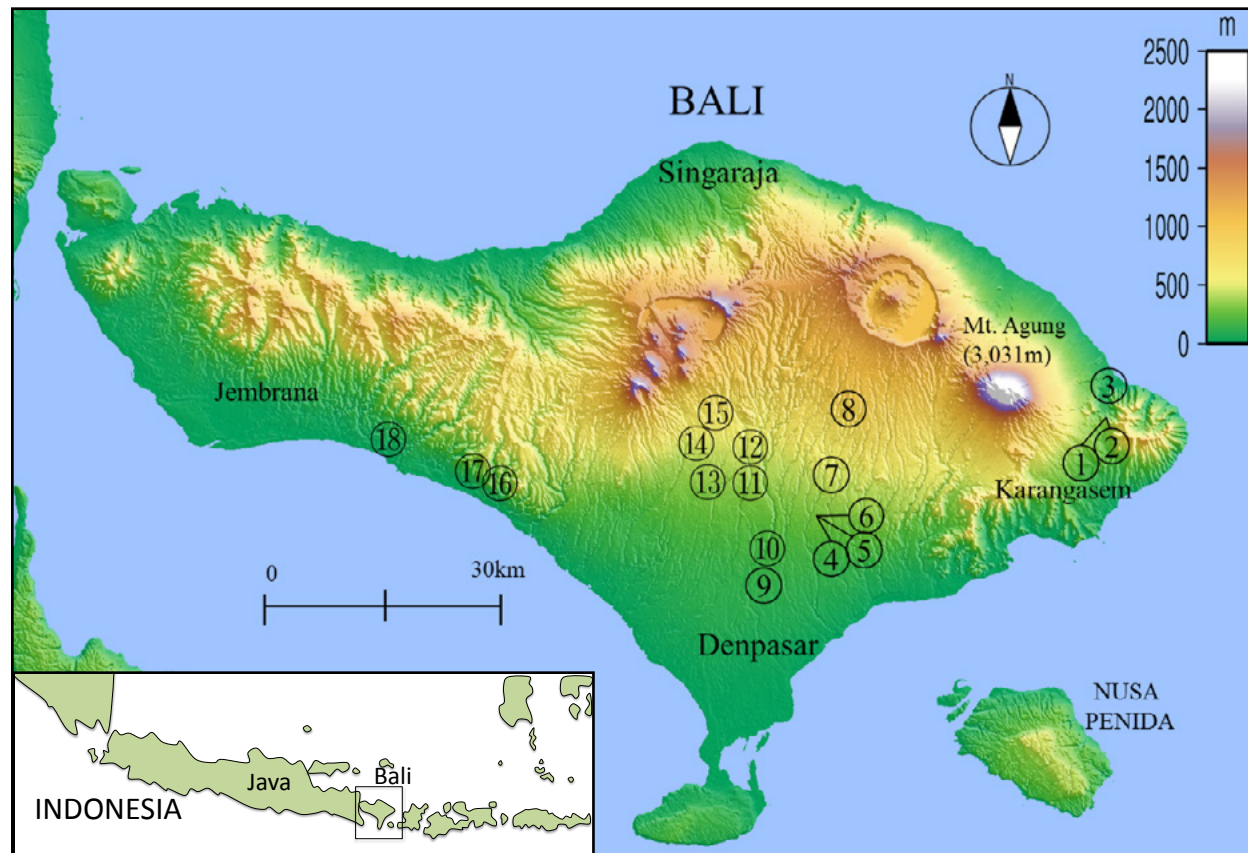 m
2500
2000
1500
1000
500
0
BALI
N
Singaraja
Mt. Agung
(3,031m)
Jembrana
3
15
8
18
14
12
2
17
16
13
11
7
1
Karangasem
6
10
5
4
9
0
30km
Denpasar
NUSA
PENIDA
Java
Bali
INDONESIA